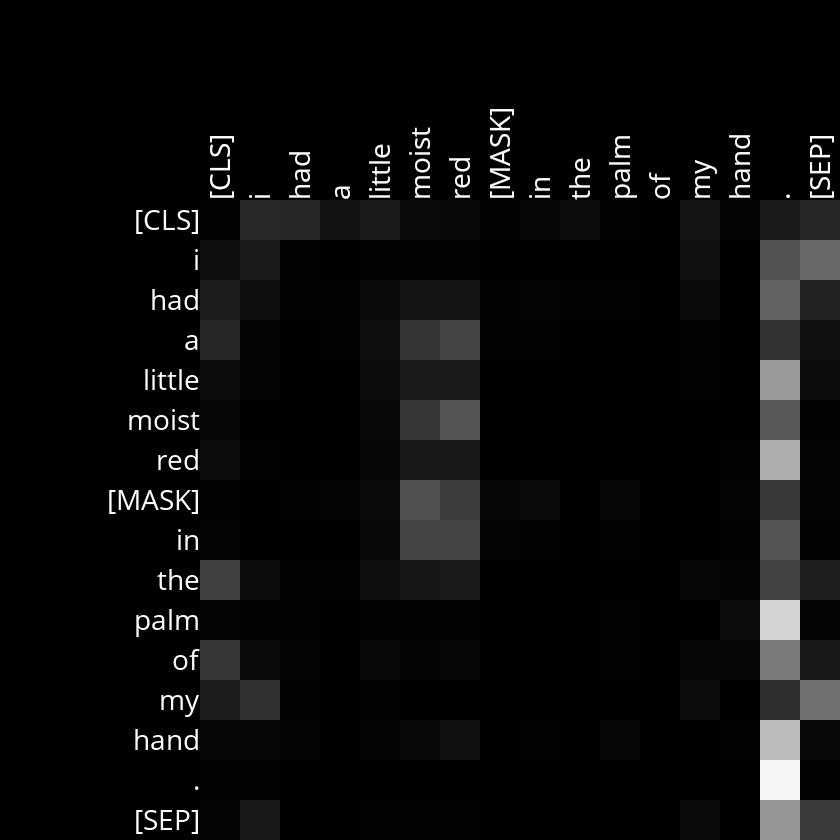 [CLS] i had a little moist red [MASK] in the palm of my hand . [SEP]
[CLS]
i
had
a
little
moist
red
[MASK]
in
the
palm
of
my
hand
.
[SEP]